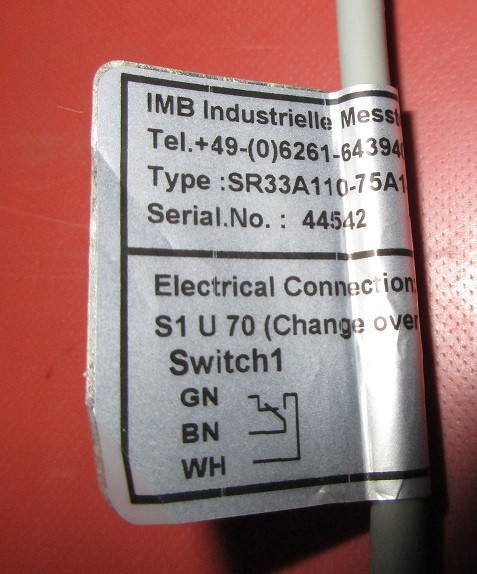 IMB Industrielle Messt
Tel.+49-(0)6261-64394
Type :SR33A110-75A1
Serial.No. : 44542
Electrical Connection
S1 U 70 (Change over
Switch1
GN
BN
WH